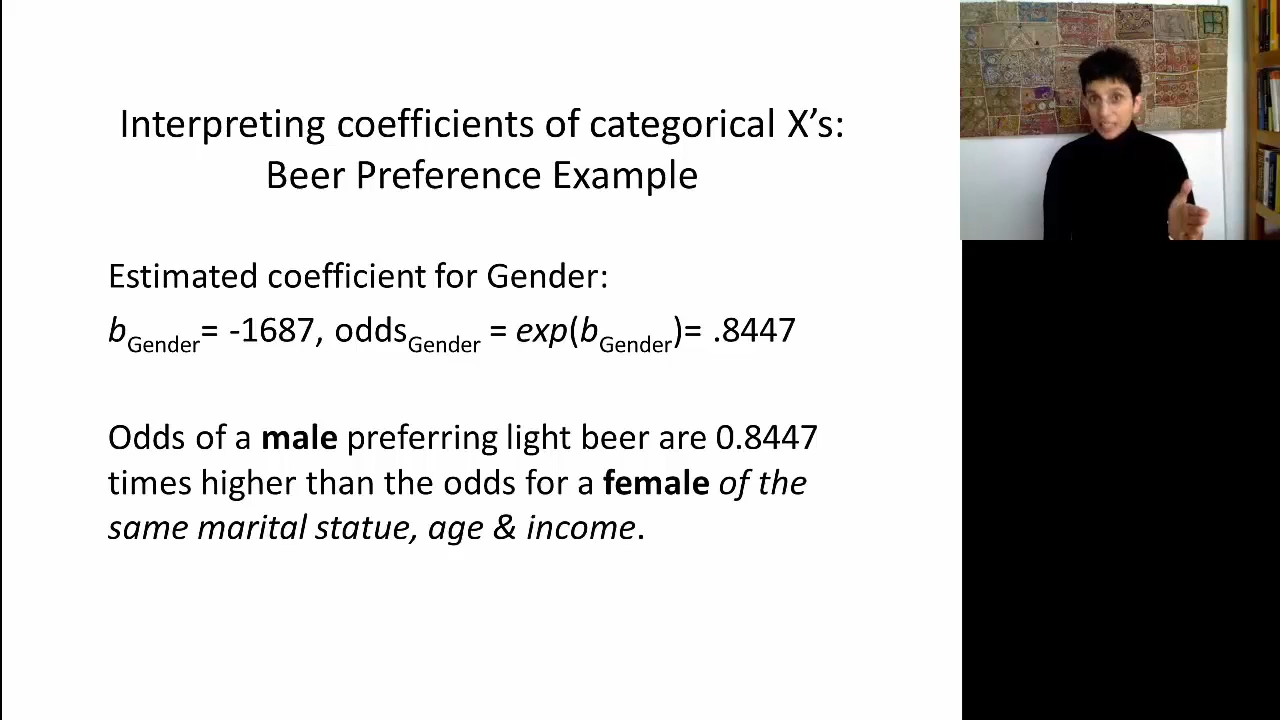 Interpreting coefficients of categorical X's:
Beer Preference Example
Estimated coefficient for Gender:
bGender= -1687, oddsGender = exp(bGender)= .8447
Odds of a male preferring light beer are 0.8447
times higher than the odds for a female of the
same marital statue, age & income.